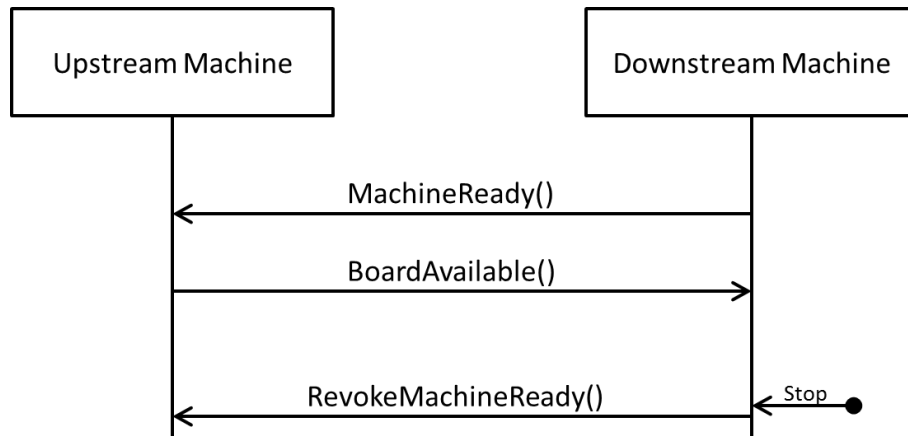 Upstream Machine
Downstream Machine
MachineReady()
BoardAvailable()
Stop
RevokeMachineReady()